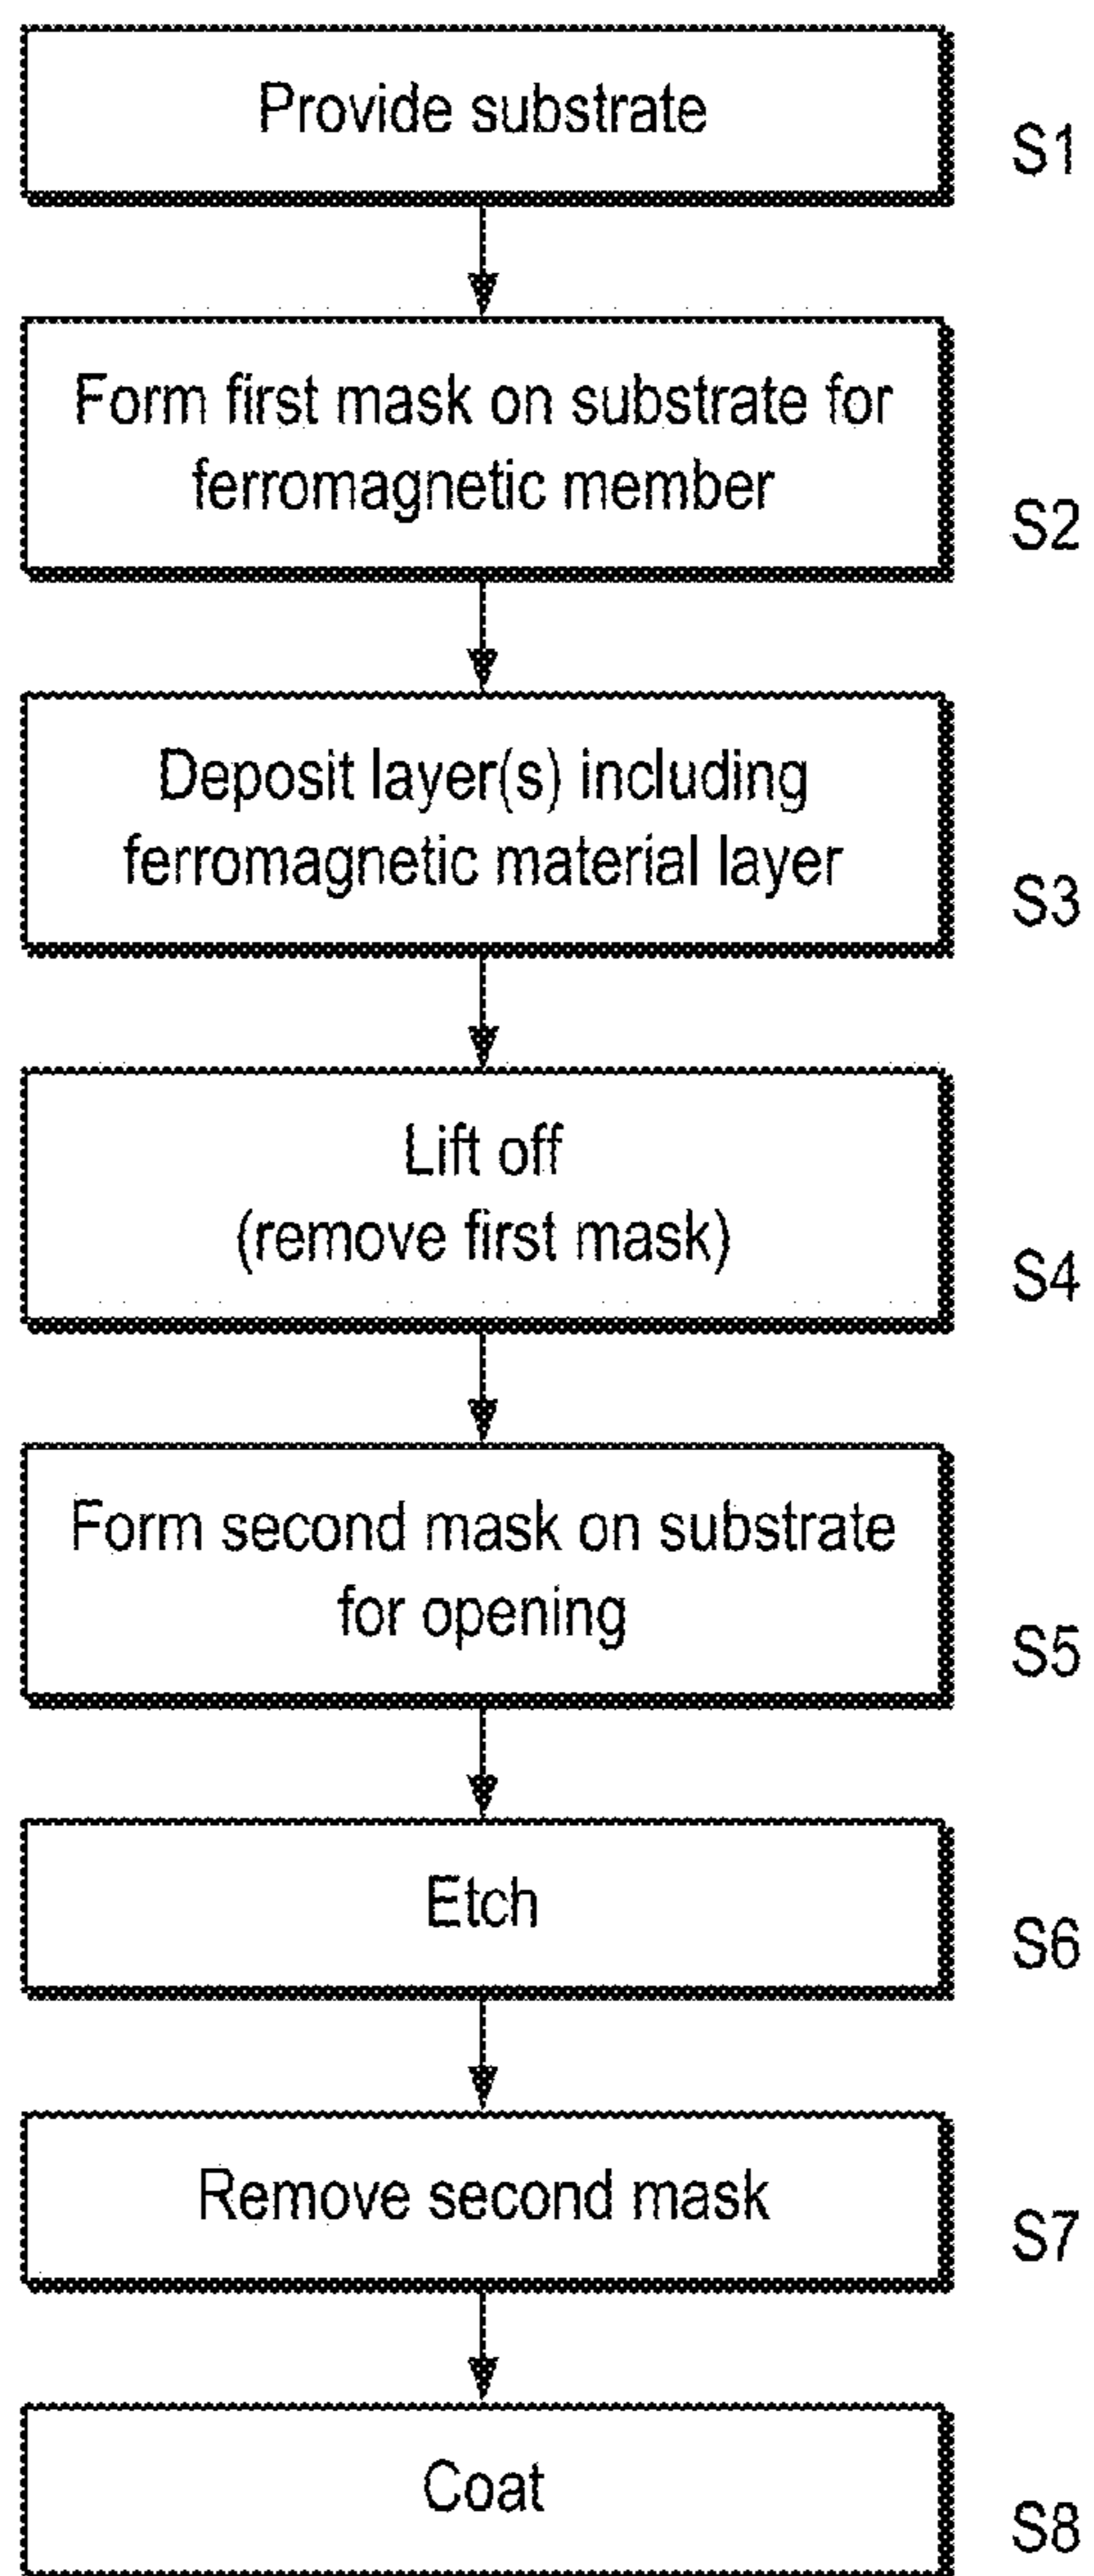 Provide substrate
S1
Form first mask on substrate for
ferromagnetic member
S2
Deposit layer(s) including
ferromagnetic material layer
S3
Lift off
(remove first mask)
S4
Form second mask on substrate
for opening
S5
Etch
S6
Remove second mask
S7
Coat
S8